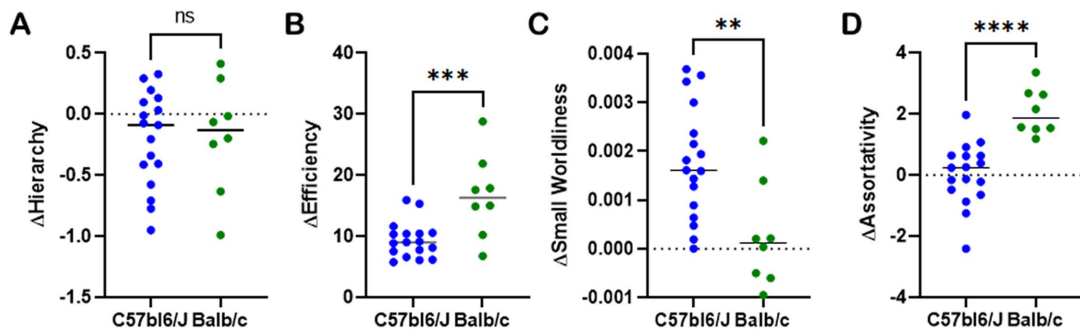 A
ns
ΔHierarchy
0.5
0.0
-0.5
-1.0
-1.5
C57bl6/J Balb/c
B
***
ΔEfficiency
40
30
20
10
0
C57bl6/J Balb/c
C
**
ΔSmall Worldliness
0.004
0.003
0.002
0.001
0.000
-0.001
C57bl6/J Balb/c
D
****
ΔAssortativity
4
2
0
-2
-4
C57bl6/J Balb/c